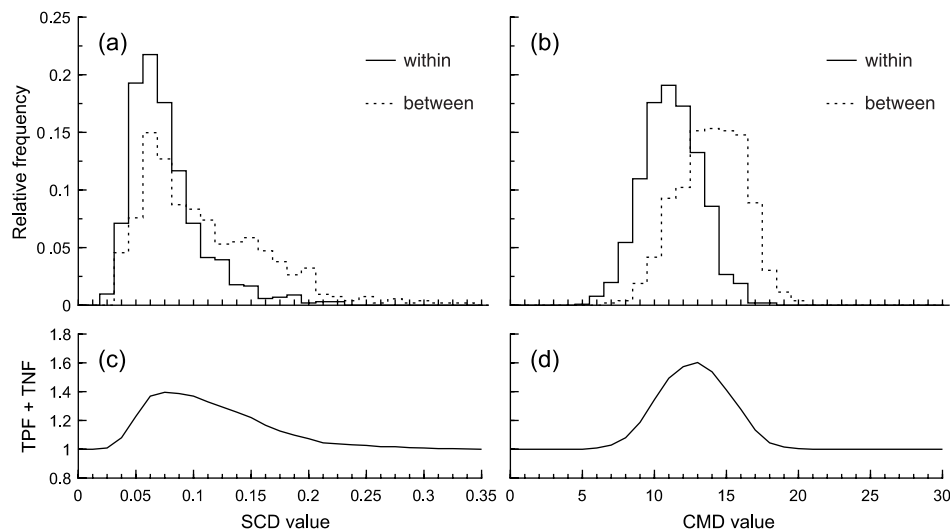 0.25
0.2
0.15
0.1
0.05
0
Relative frequency
(a)
within
between
(b)
within
between
1.8
1.6
1.4
1.2
1
0.8
TPF + TNF
(c)
(d)
0 0.05 0.1 0.15 0.2 0.25 0.3 0.35
0 5 10 15 20 25 30
SCD value
CMD value